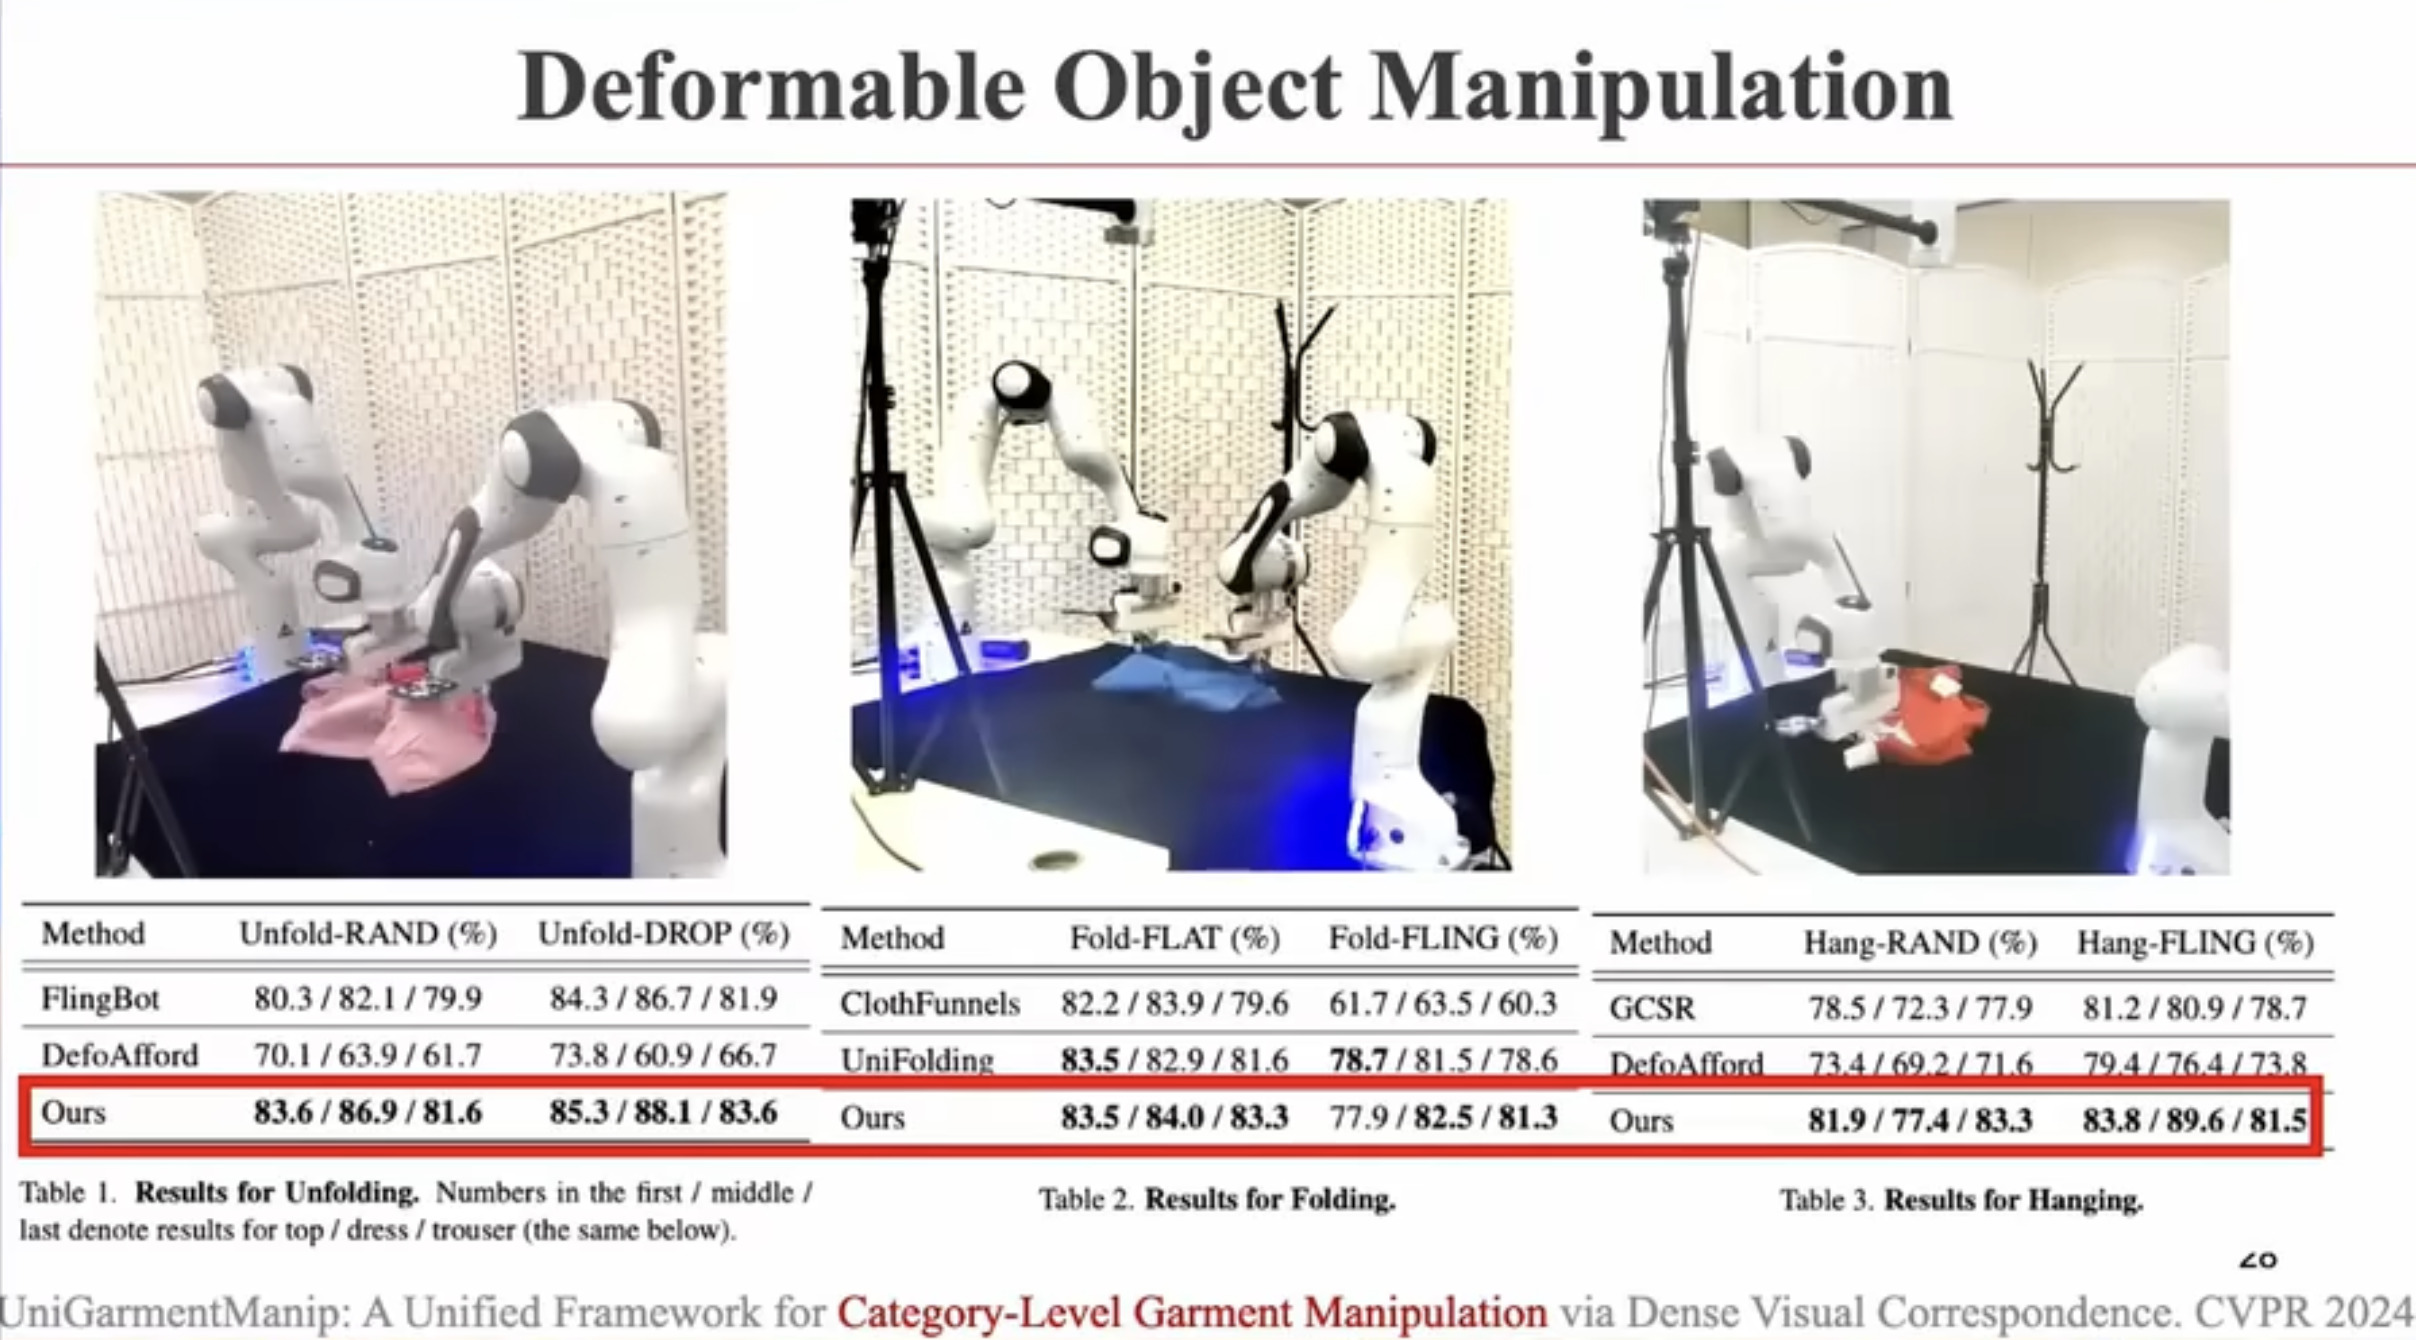 Deformable Object Manipulation
Method Unfold-RAND (%) Unfold-DROP (%)
FlingBot 80.3 / 82.1 / 79.9 84.3 / 86.7 / 81.9
DefoAfford 70.1 / 63.9 / 61.7 73.8 / 60.9 / 66.7
Ours 83.6 / 86.9 / 81.6 85.3 / 88.1 / 83.6
Table 1. Results for Unfolding. Numbers in the first / middle /
last denote results for top / dress / trouser (the same below).
Method Fold-FLAT (%) Fold-FLING (%)
ClothFunnels 82.2 / 83.9 / 79.6 61.7 / 63.5 / 60.3
UniFolding 83.5 / 82.9 / 81.6 78.7 / 81.5 / 78.6
Ours 83.5 / 84.0 / 83.3 77.9 / 82.5 / 81.3
Table 2. Results for Folding.
Method Hang-RAND (%) Hang-FLING (%)
GCSR 78.5 / 72.3 / 77.9 81.2 / 80.9 / 78.7
DefoAfford 73.4 / 69.2 / 71.6 79.4 / 76.4 / 73.8
Ours 81.9 / 77.4 / 83.3 83.8 / 89.6 / 81.5
Table 3. Results for Hanging.
UniGarmentManip: A Unified Framework for Category-Level Garment Manipulation via Dense Visual Correspondence. CVPR 2024